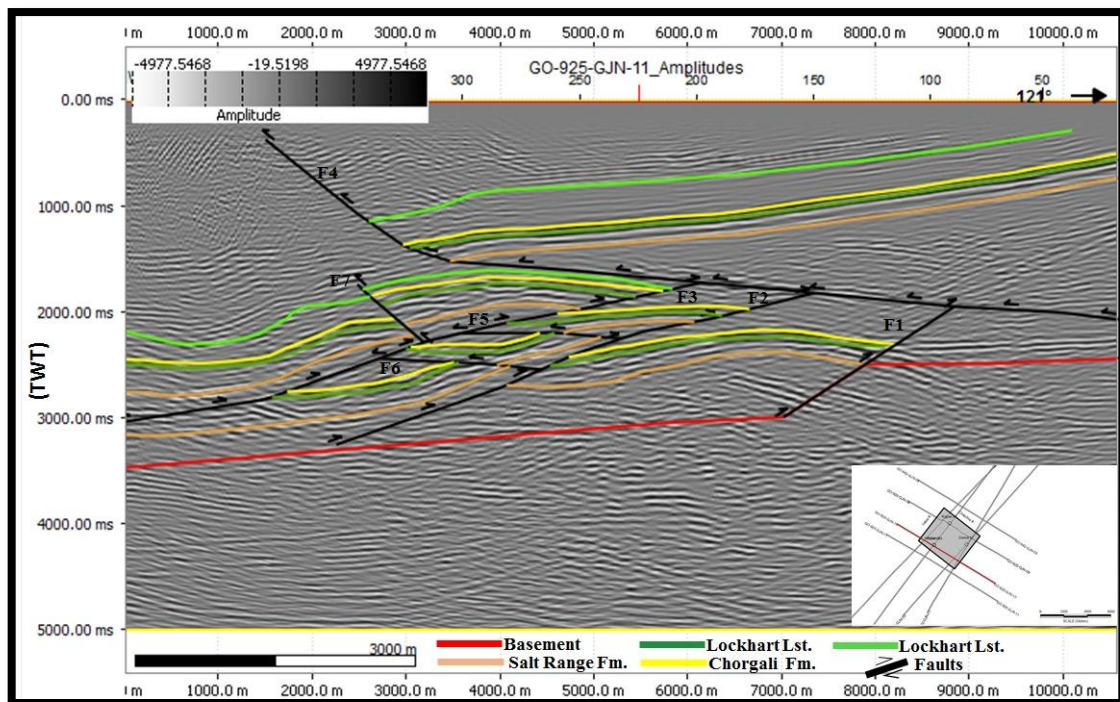 0 m 1000.0 m 2000.0 m 3000.0 m 4000.0 m 5000.0 m 6000.0 m 7000.0 m 8000.0 m 9000.0 m 10000.0 m
-4977.5468 -19.5198 4977.5468
Amplitude
GO-925-GJN-11_Amplitudes
300 250 200 150 100 50
121°
0.00 ms
1000.00 ms
2000.00 ms
3000.00 ms
4000.00 ms
5000.00 ms
(TWT)
F4
F7
F3
F2
F5
F1
F6
3000 m
Basement Lockhart Lst. Lockhart Lst.
Salt Range Fm. Chorgali Fm. Faults
1000.0 m 2000.0 m 3000.0 m 4000.0 m 5000.0 m 6000.0 m 7000.0 m 8000.0 m 9000.0 m 10000.0 m